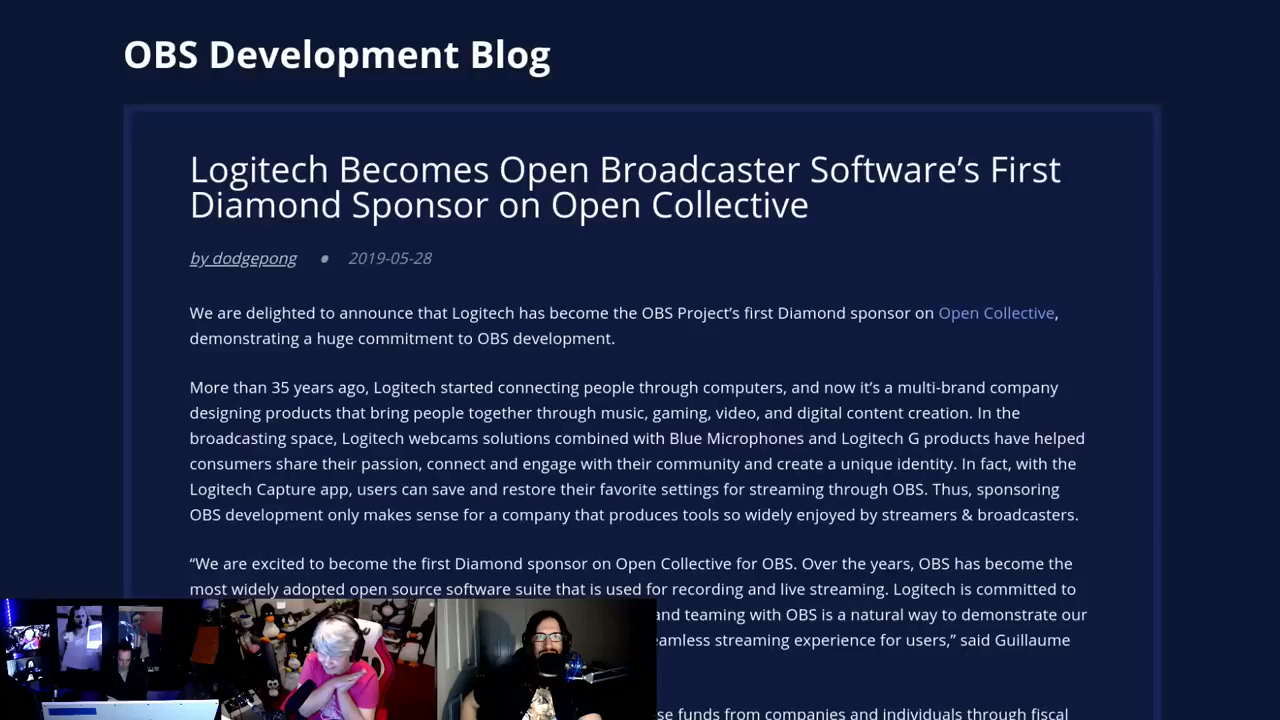 OBS Development Blog
Logitech Becomes Open Broadcaster Software’s First
Diamond Sponsor on Open Collective
by dodgepong • 2019-05-28
We are delighted to announce that Logitech has become the OBS Project’s first Diamond sponsor on Open Collective,
demonstrating a huge commitment to OBS development.
More than 35 years ago, Logitech started connecting people through computers, and now it’s a multi-brand company
designing products that bring people together through music, gaming, video, and digital content creation. In the
broadcasting space, Logitech webcams solutions combined with Blue Microphones and Logitech G products have helped
consumers share their passion, connect and engage with their community and create a unique identity. In fact, with the
Logitech Capture app, users can save and restore their favorite settings for streaming through OBS. Thus, sponsoring
OBS development only makes sense for a company that produces tools so widely enjoyed by streamers & broadcasters.
“We are excited to become the first Diamond sponsor on Open Collective for OBS. Over the years, OBS has become the
most widely adopted open source software suite that is used for recording and live streaming. Logitech is committed to
and teaming with OBS is a natural way to demonstrate our
streaming experience for users,” said Guillaume
funds from companies and individuals through fiscal